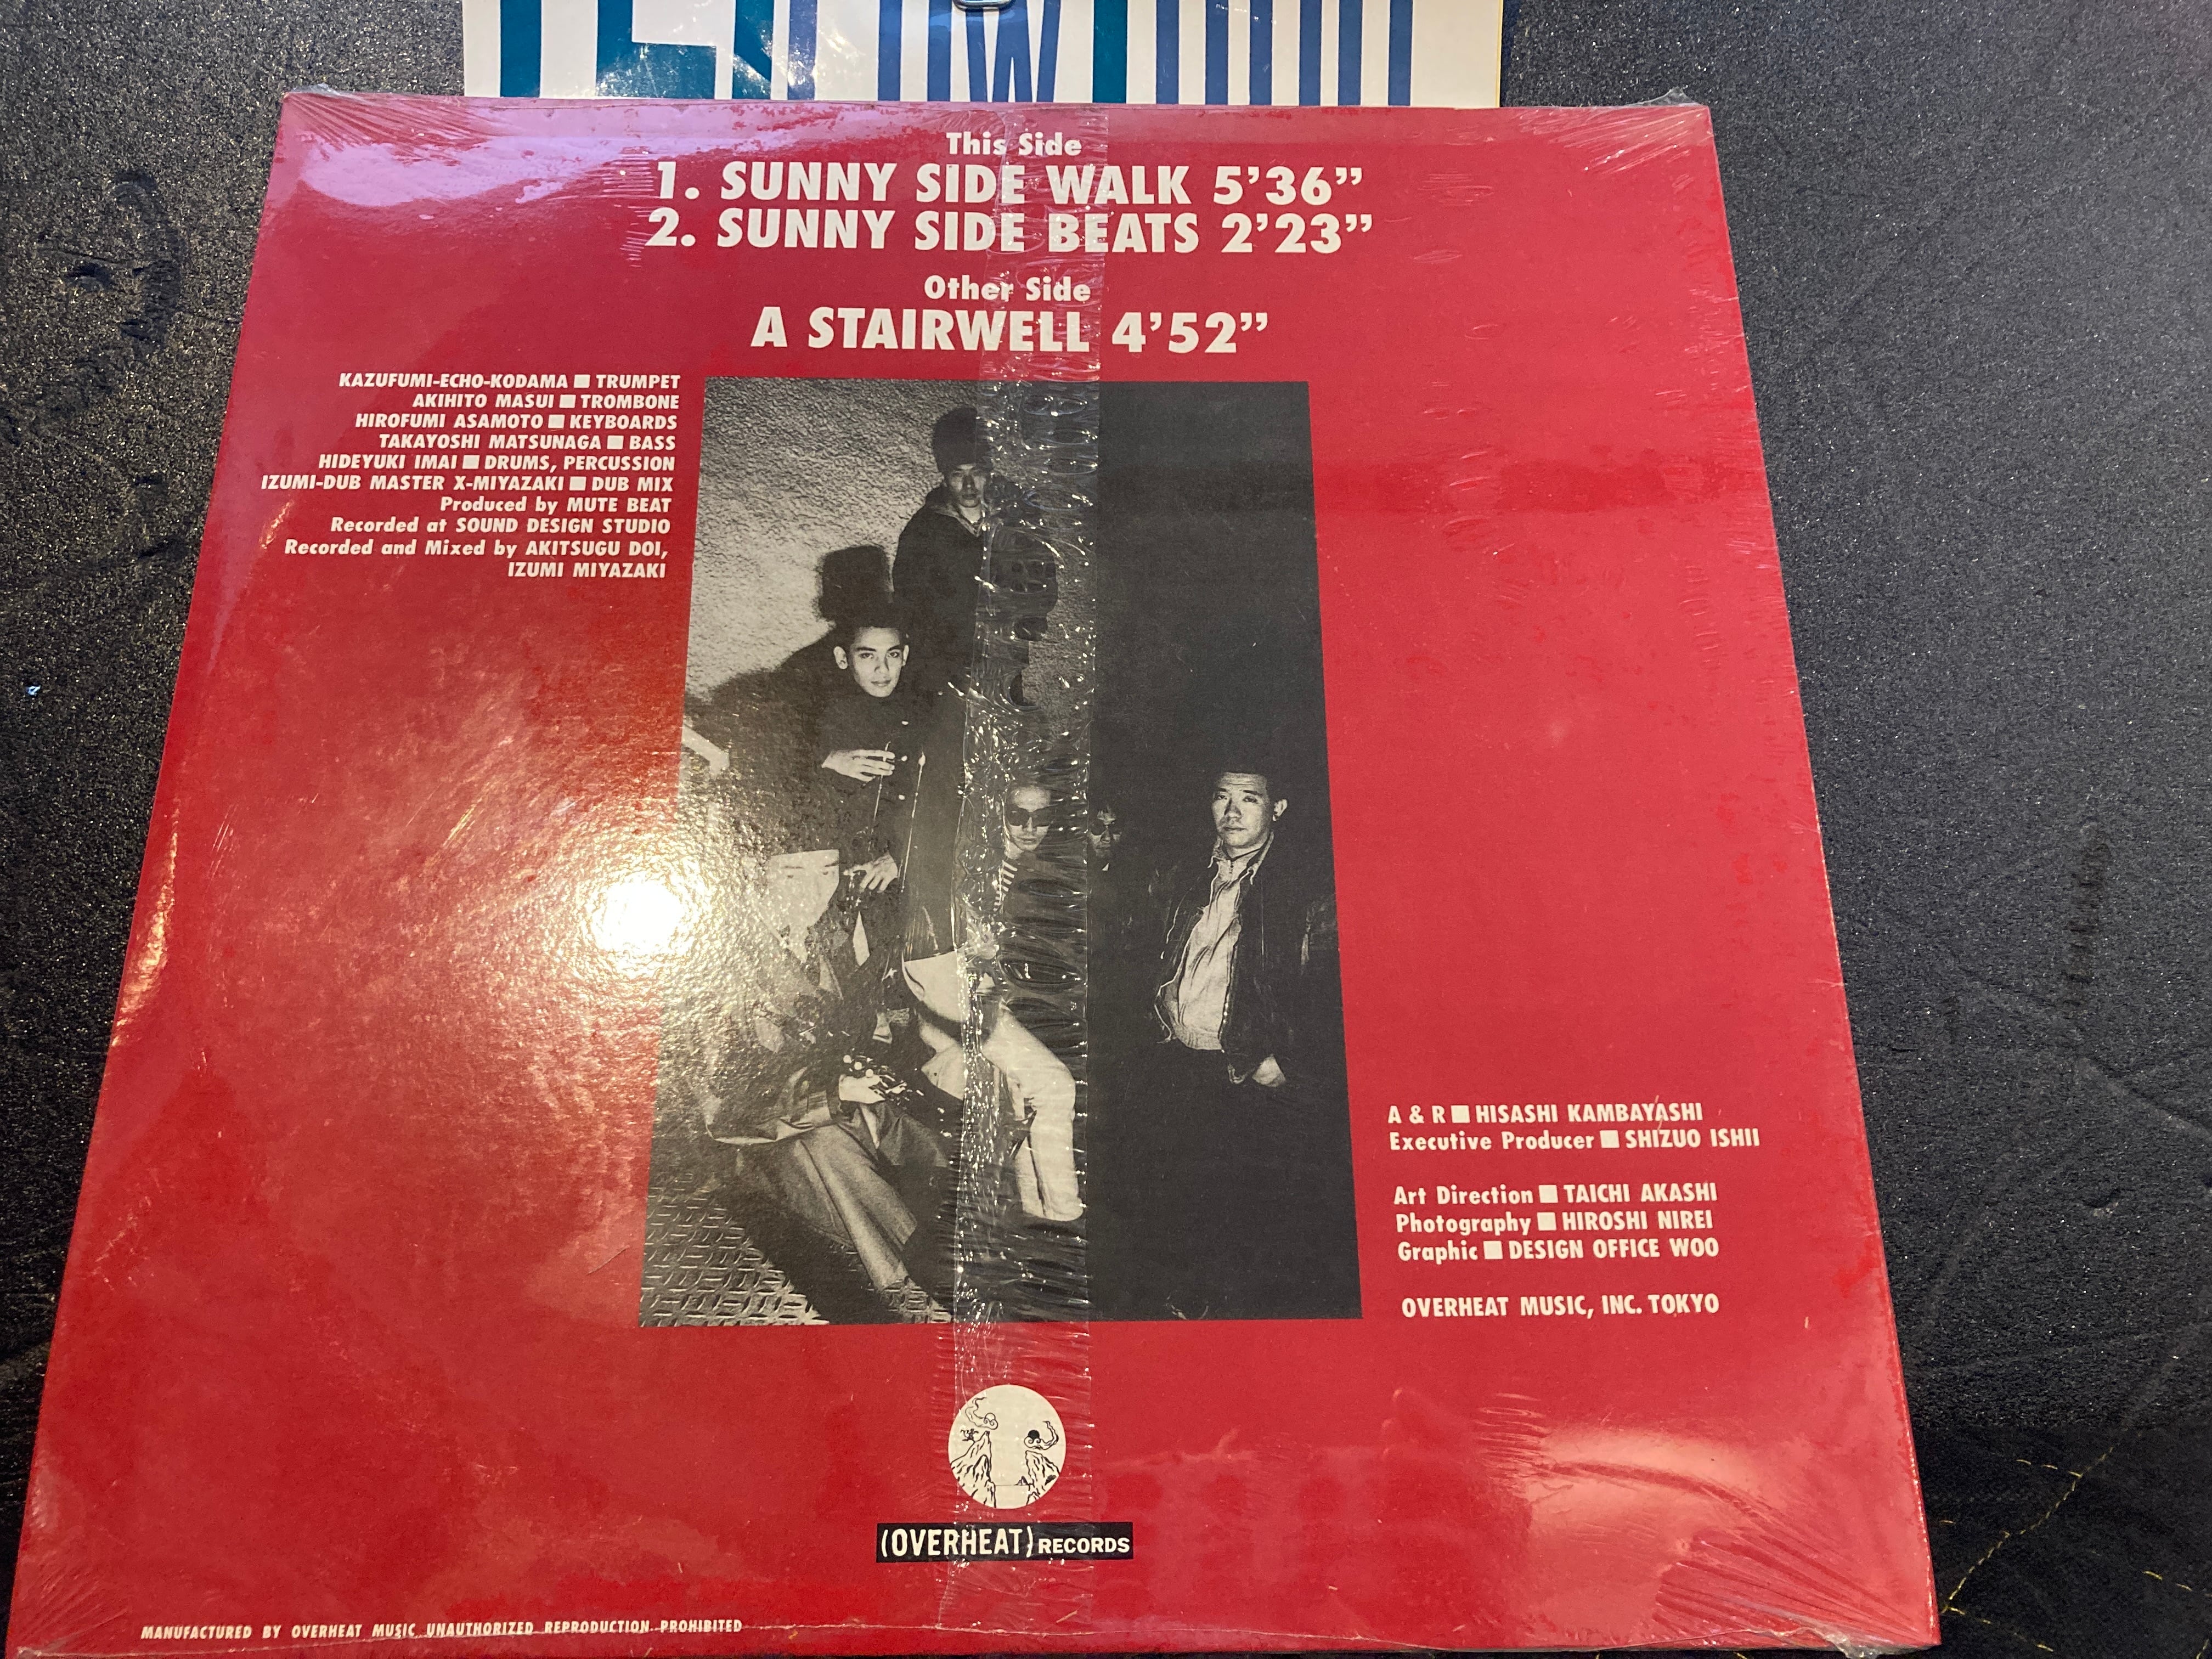 This Side
1. SUNNY SIDE WALK 5'36"
2. SUNNY SIDE BEATS 2'23"
Other Side
A STAIRWELL 4'52"
KAZUFUMI-ECHO-KODAMA ■ TRUMPET
AKIHITO MASUI ■ TROMBONE
HIROFUMI ASAMOTO ■ KEYBOARDS
TAKAYOSHI MATSUNAGA ■ BASS
HIDEYUKI IMAI ■ DRUMS, PERCUSSION
IZUMI-DUB MASTER X-MIYAZAKI ■ DUB MIX
Produced by MUTE BEAT
Recorded at SOUND DESIGN STUDIO
Recorded and Mixed by AKITSUGU DOI,
IZUMI MIYAZAKI
A & R ■ HISASHI KAMBAYASHI
Executive Producer ■ SHIZUO ISHII
Art Direction ■ TAICHI AKASHI
Photography ■ HIROSHI NIREI
Graphic ■ DESIGN OFFICE WOO
OVERHEAT MUSIC, INC. TOKYO
(OVERHEAT) RECORDS
MANUFACTURED BY OVERHEAT MUSIC UNAUTHORIZED REPRODUCTION PROHIBITED